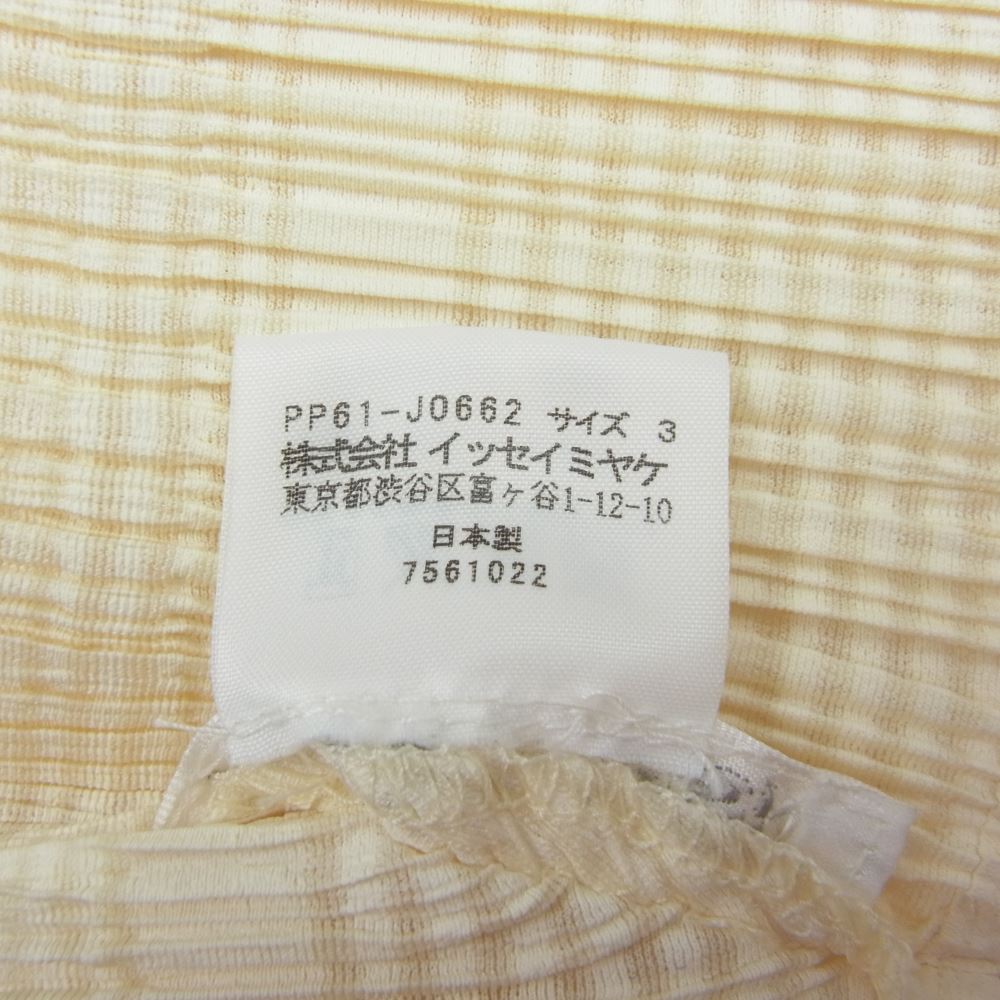 PP61-J0662 サイズ 3
株式会社 イッセイミヤケ
東京都渋谷区富ヶ谷1-12-10
日本製
7561022